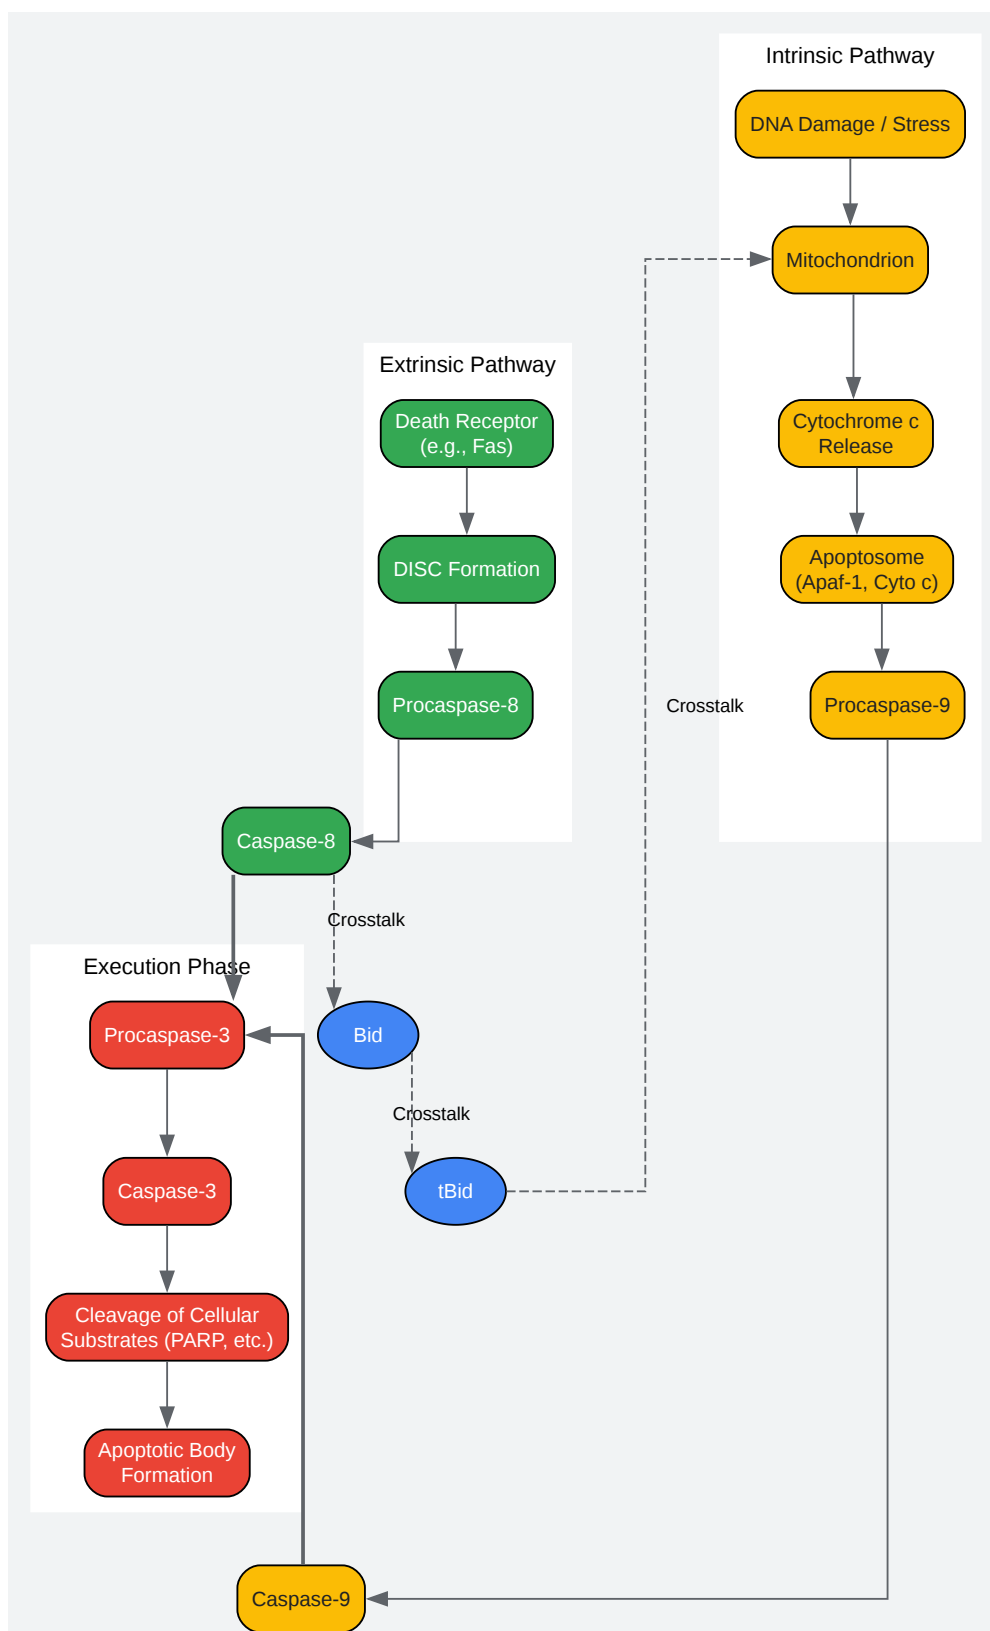 Intrinsic Pathway
DNA Damage / Stress
Mitochondrion
Cytochrome c
Release
Apoptosome
(Apaf-1, Cyto c)
Procaspase-9
Extrinsic Pathway
Death Receptor
(e.g., Fas)
DISC Formation
Procaspase-8
Crosstalk
Caspase-8
Crosstalk
Execution Phase
Procaspase-3
Bid
Crosstalk
Caspase-3
tBid
Cleavage of Cellular
Substrates (PARP, etc.)
Apoptotic Body
Formation
Caspase-9